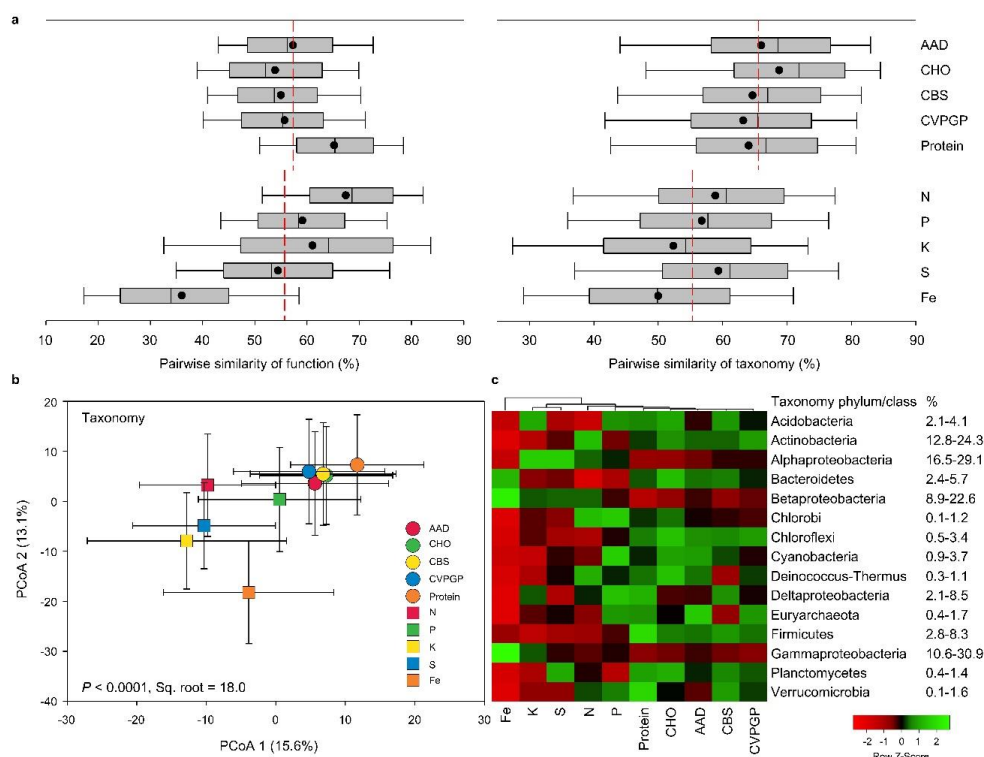 a
AAD
CHO
CBS
CVPGP
Protein
N
P
K
S
Fe
10 20 30 40 50 60 70 80 90
30 40 50 60 70 80 90
Pairwise similarity of function (%)
Pairwise similarity of taxonomy (%)
b
20
10
0
-10
-20
-30
-40
PCoA 2 (13.1%)
Taxonomy
AAD
CHO
CBS
CVPGP
Protein
N
P
K
S
Fe
P < 0.0001, Sq. root = 18.0
-30 -20 -10 0 10 20 30
PCoA 1 (15.6%)
c
Taxonomy phylum/class %
Acidobacteria 2.1-4.1
Actinobacteria 12.8-24.3
Alphaproteobacteria 16.5-29.1
Bacteroidetes 2.4-5.7
Betaproteobacteria 8.9-22.6
Chlorobi 0.1-1.2
Chloroflexi 0.5-3.4
Cyanobacteria 0.9-3.7
Deinococcus-Thermus 0.3-1.1
Deltaproteobacteria 2.1-8.5
Euryarchaeota 0.4-1.7
Firmicutes 2.8-8.3
Gammaproteobacteria 10.6-30.9
Planctomycetes 0.4-1.4
Verrucomicrobia 0.1-1.6
Fe K S N P Protein CHO AAD CBS CVPGP
-2 -1 0 1 2
Row Z-Score